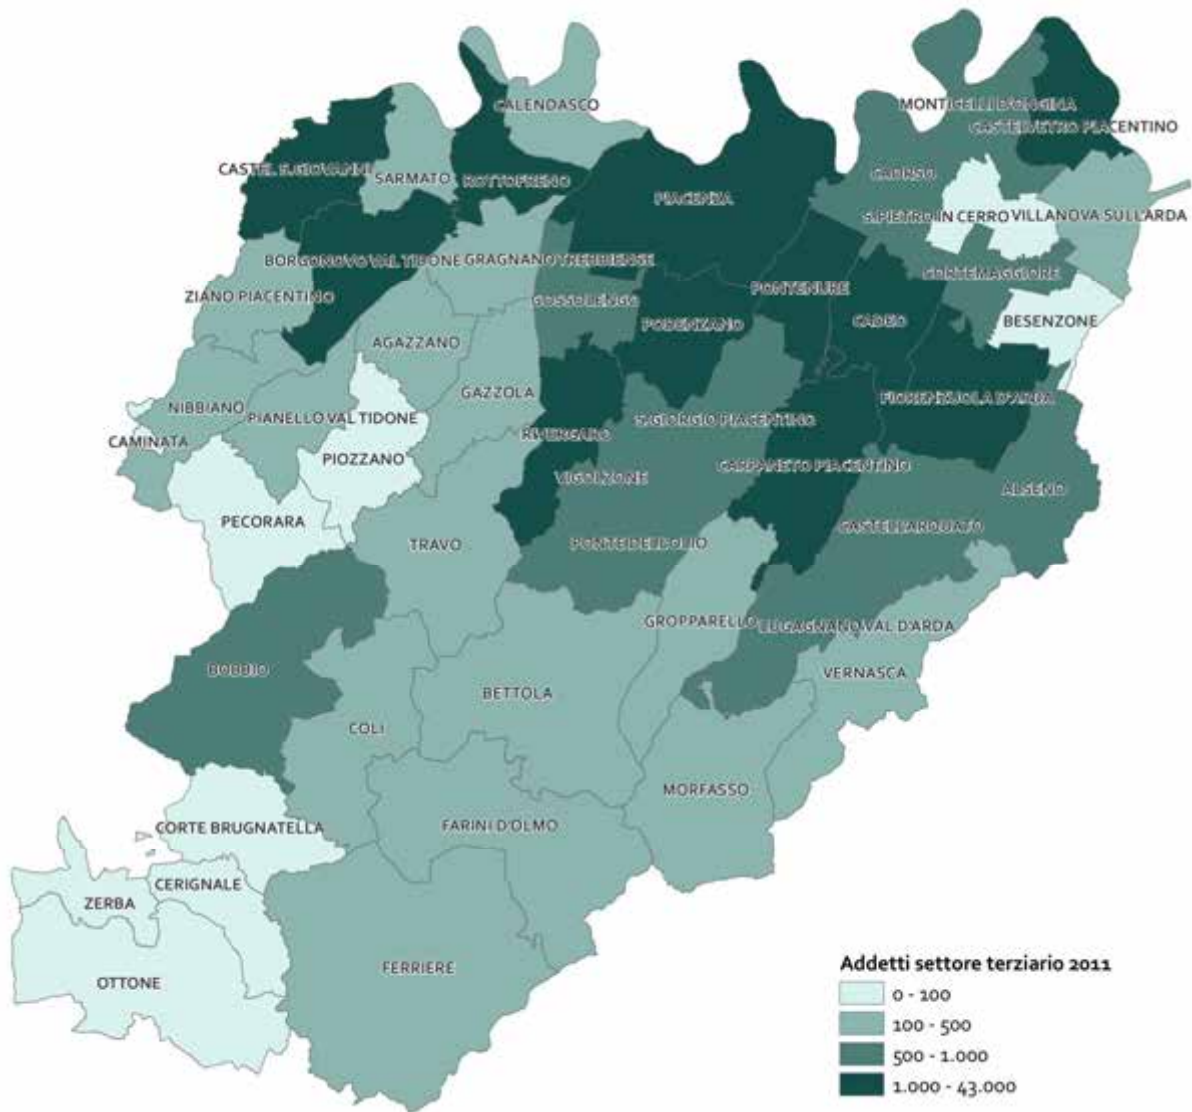 CALENDASCO
MONTICELLI D'ONGINA
CASTELVETRO PIACENTINO
CASTEL S.GIOVANNI
SARMATO
ROTTOFRENO
CAORSO
PIACENZA
S.PIETRO IN CERRO
VILLANOVA SULL'ARDA
BORGONOVO VAL TIDONE
GRAGNANO TREBBIENSE
CORTEMAGGIORE
ZIANO PIACENTINO
GOSSOLENGO
PONTENURE
PODENZANO
CADEO
BESENZONE
AGAZZANO
GAZZOLA
FIORENZUOLA D'ARDA
NIBBIANO
PIANELLO VAL TIDONE
S.GIORGIO PIACENTINO
CAMINATA
RIVERGARO
PIOZZANO
CARPANETO PIACENTINO
VIGOLZONE
ALSENO
PECORARA
CASTELL'ARQUATO
TRAVO
PONTE DELL'OLIO
GROPPARELLO
LUGAGNANO VAL D'ARDA
BOBBIO
VERNASCA
BETTOLA
COLI
MORFASSO
CORTE BRUGNATELLA
FARINI D'OLMO
CERIGNALE
ZERBA
FERRIERE
OTTONE
Addetti settore terziario 2011
0 - 100
100 - 500
500 - 1.000
1.000 - 43.000